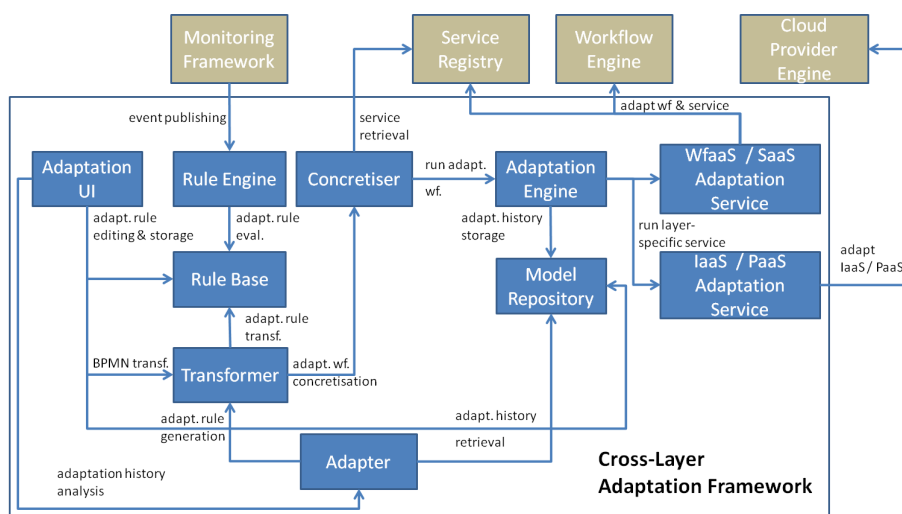 Monitoring
Framework
Service
Registry
Workflow
Engine
Cloud
Provider
Engine
event publishing
service
retrieval
adapt wf & service
Adaptation
UI
Rule Engine
Concretiser
run adapt.
wf.
Adaptation
Engine
WfaaS / SaaS
Adaptation
Service
adapt. rule
editing & storage
adapt. rule
eval.
adapt. history
storage
run layer-
specific service
adapt
IaaS / PaaS
Rule Base
Model
Repository
IaaS / PaaS
Adaptation
Service
adapt. rule
transf.
BPMN transf.
Transformer
adapt. wf.
concretisation
adapt. rule
generation
adapt. history
retrieval
Adapter
adaptation history
analysis
Cross-Layer
Adaptation Framework